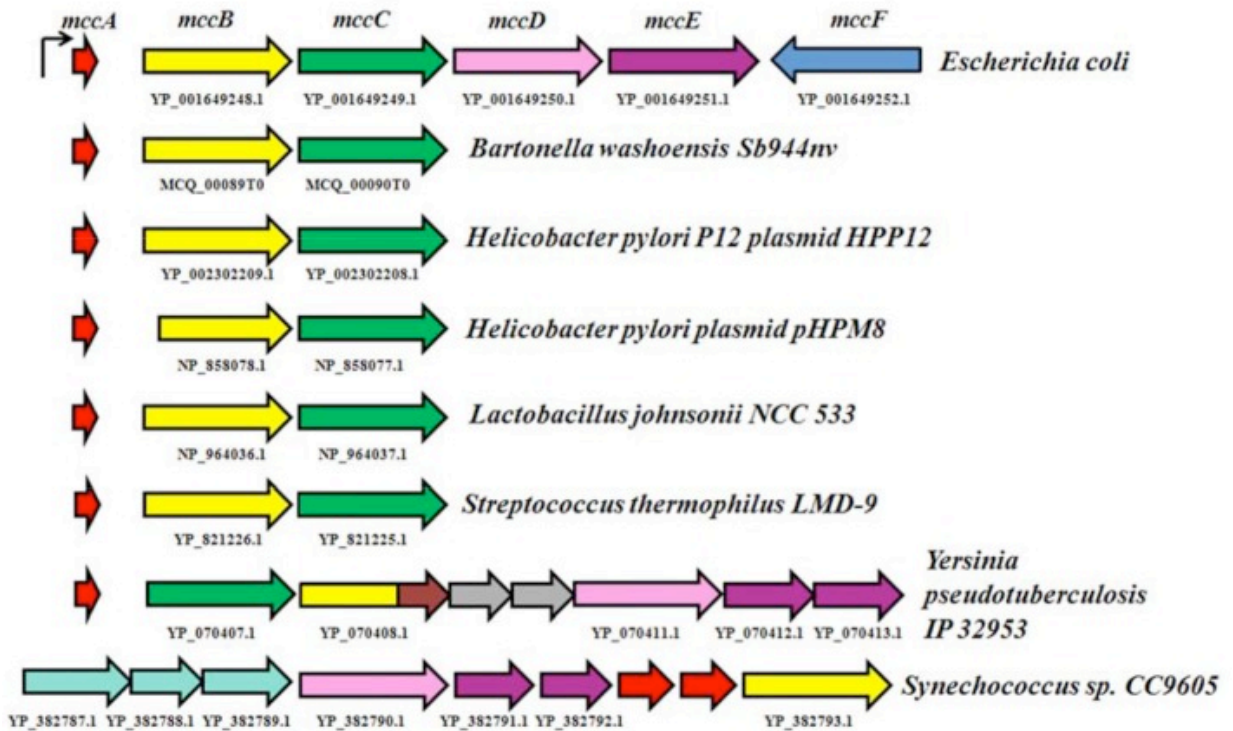 mccA mccB mccC mccD mccE mccF
Escherichia coli
YP_001649248.1 YP_001649249.1 YP_001649250.1 YP_001649251.1 YP_001649252.1
Bartonella washoensis Sb944nv
MCQ_00089T0 MCQ_00090T0
Helicobacter pylori P12 plasmid HPP12
YP_002302209.1 YP_002302208.1
Helicobacter pylori plasmid pHPM8
NP_858078.1 NP_858077.1
Lactobacillus johnsonii NCC 533
NP_964036.1 NP_964037.1
Streptococcus thermophilus LMD-9
YP_821226.1 YP_821225.1
Yersinia
pseudotuberculosis
IP 32953
YP_070407.1 YP_070408.1 YP_070411.1 YP_070412.1 YP_070413.1
Synechococcus sp. CC9605
YP_382787.1 YP_382788.1 YP_382789.1 YP_382790.1 YP_382791.1 YP_382792.1 YP_382793.1